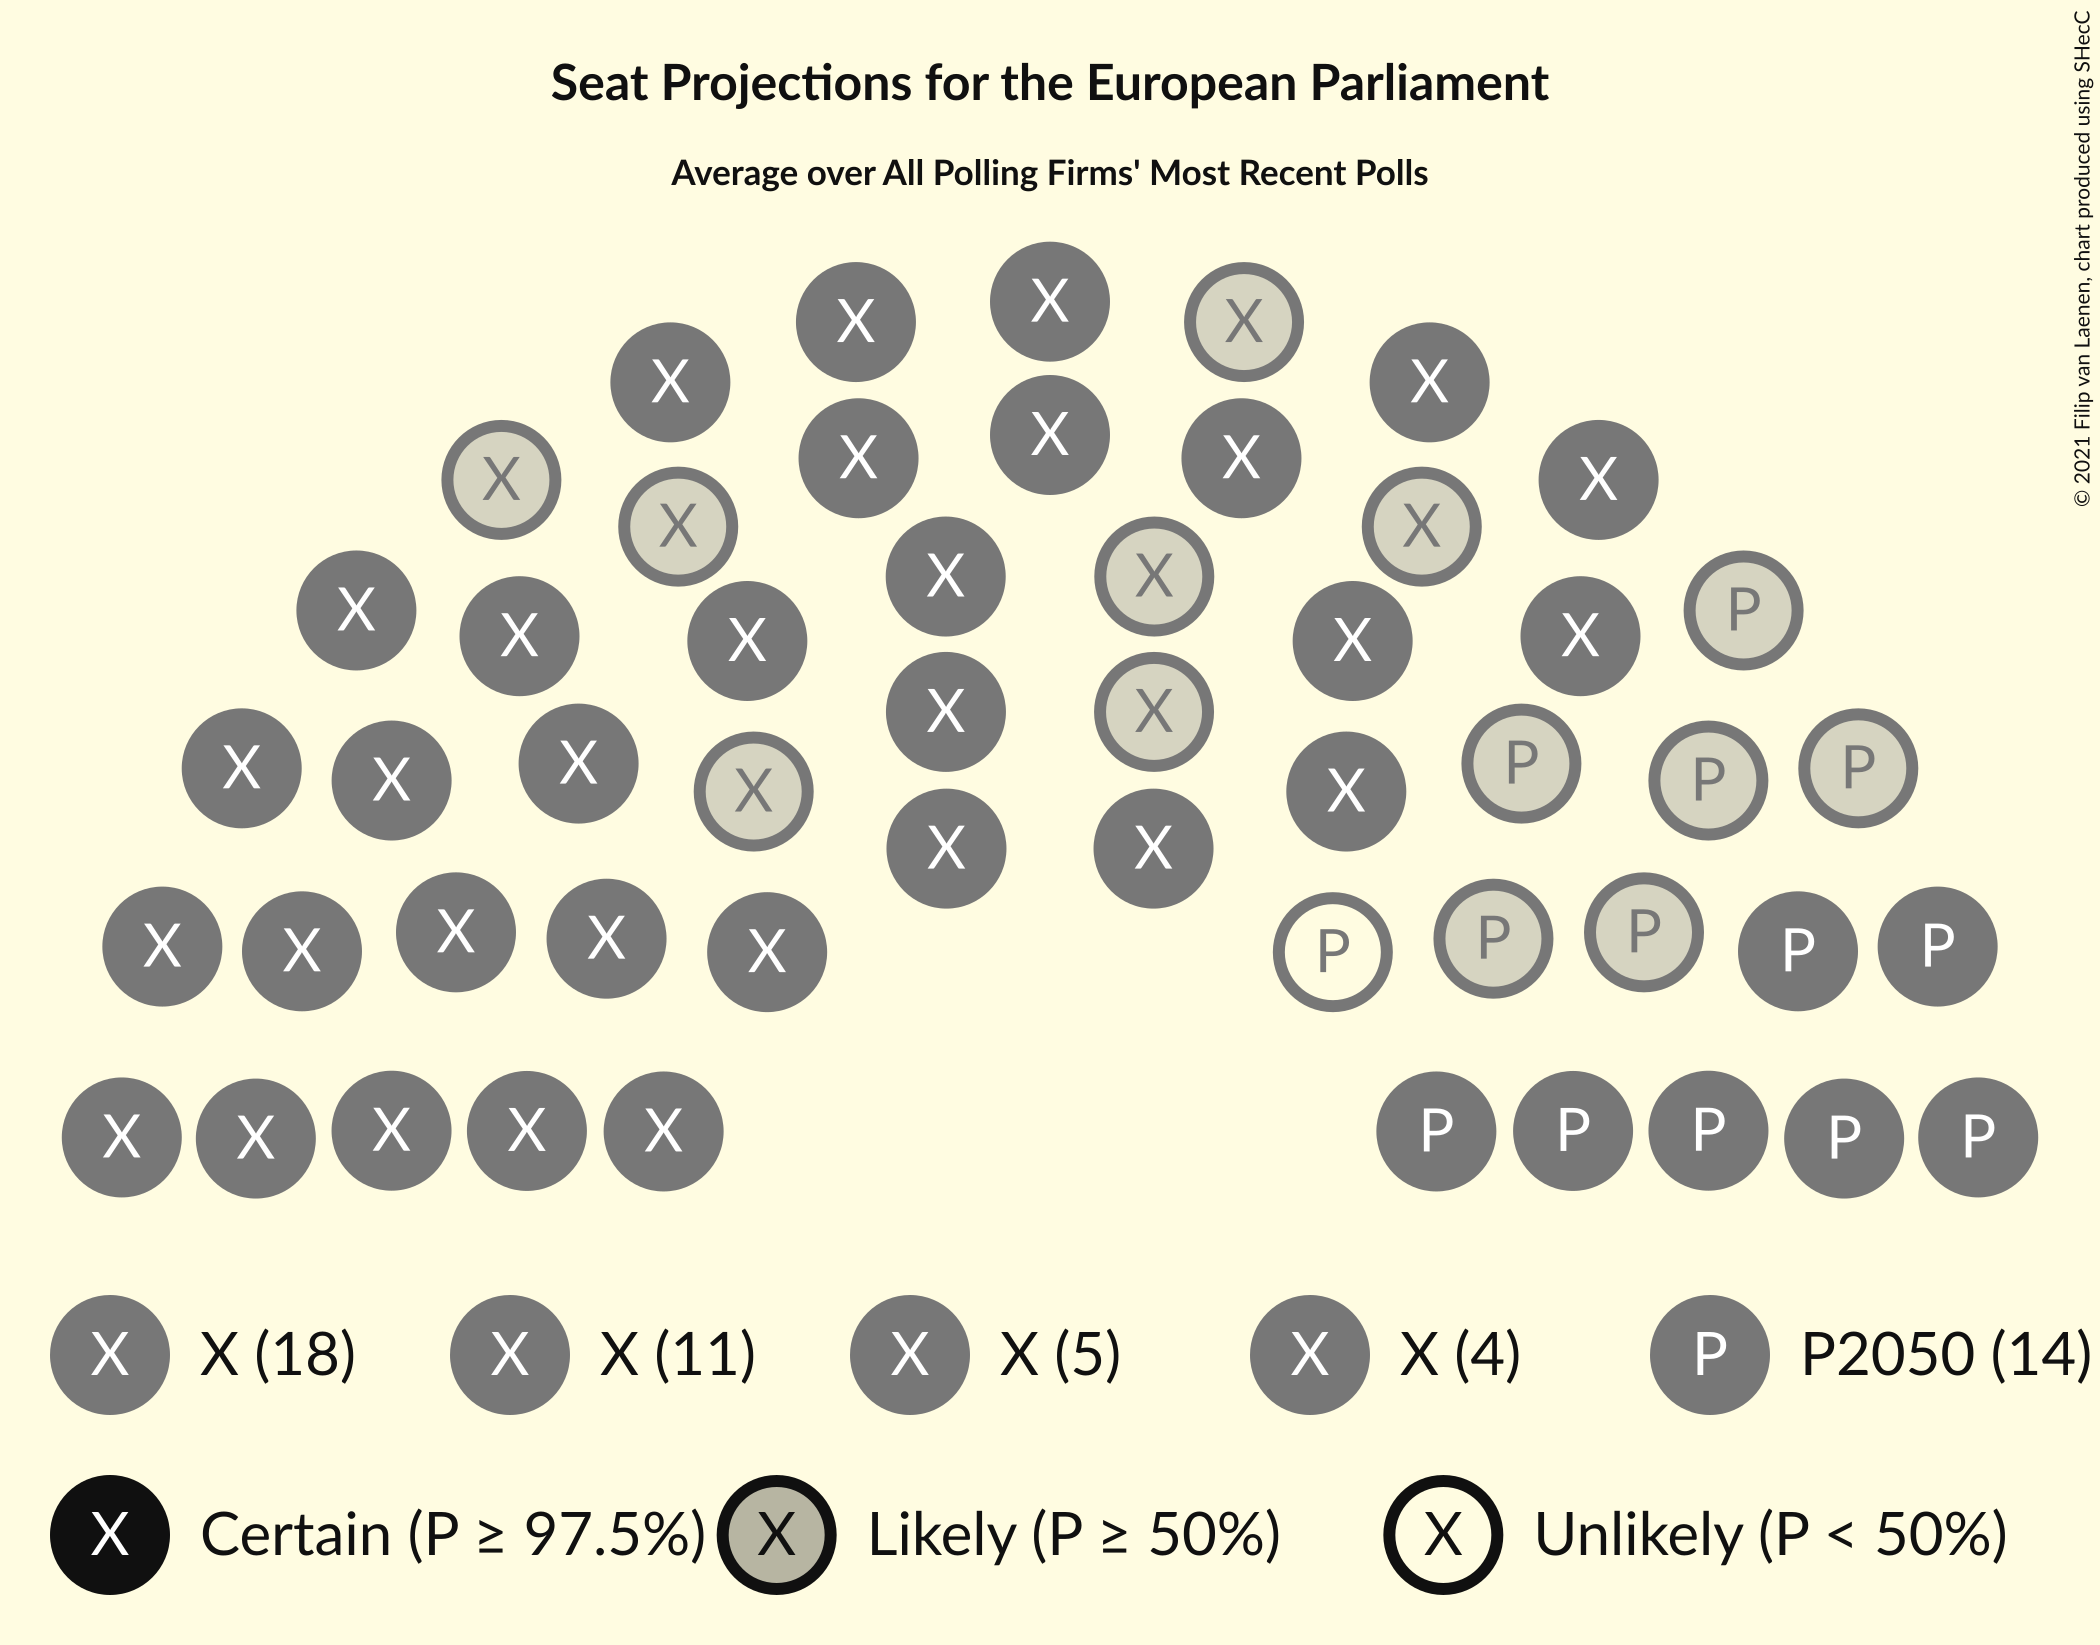 Seat Projections for the European Parliament
Average over All Polling Firms' Most Recent Polls
© 2021 Filip van Laenen, chart produced using SHecC
X
X X
X X
X
X X
X X
X X
X X
X X P
X X
X X
X X
X P
X X P P
X X
X X
X X X P P P P
X X X P P
X X X X X P P P P P
X X (18) X X (11) X X (5) X X (4) P P2050 (14)
X Certain (P ≥ 97.5%) X Likely (P ≥ 50%) X Unlikely (P < 50%)